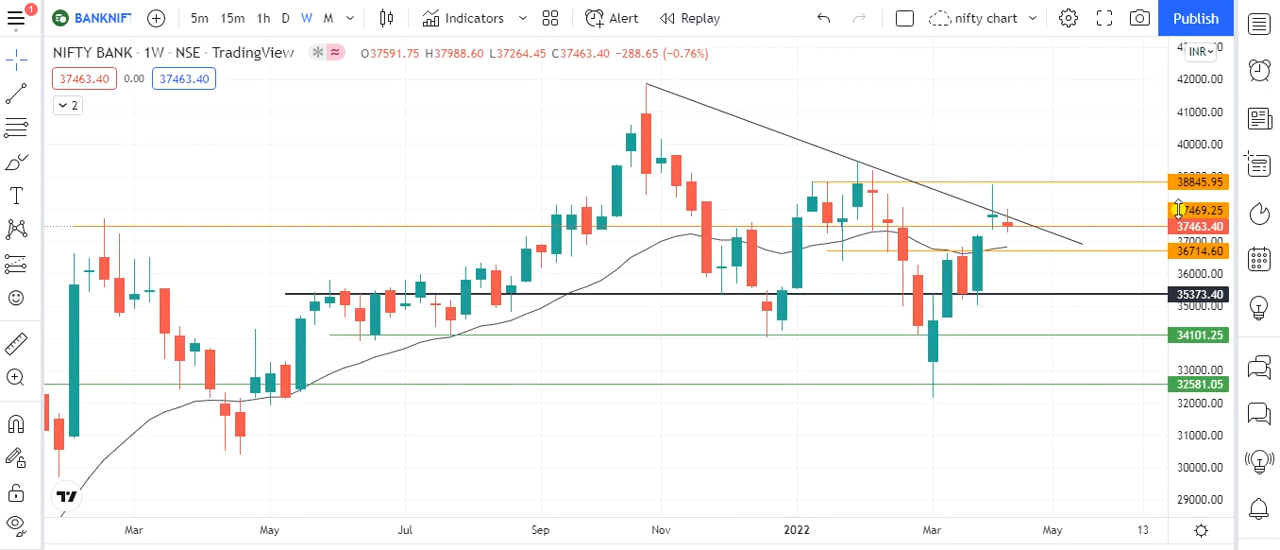 1
BANKNIFT
5m 15m 1h D W M
Indicators
Alert
Replay
nifty chart
Publish
NIFTY BANK · 1W · NSE · TradingView
O37591.75 H37988.60 L37264.45 C37463.40 −288.65 (−0.76%)
INR
37463.40 0.00 37463.40
2
42000.00
41000.00
40000.00
38845.95
7469.25
37463.40
37000.00
36714.60
36000.00
35373.40
35000.00
34101.25
33000.00
32581.05
32000.00
31000.00
30000.00
29000.00
Mar May Jul Sep Nov 2022 Mar May 13